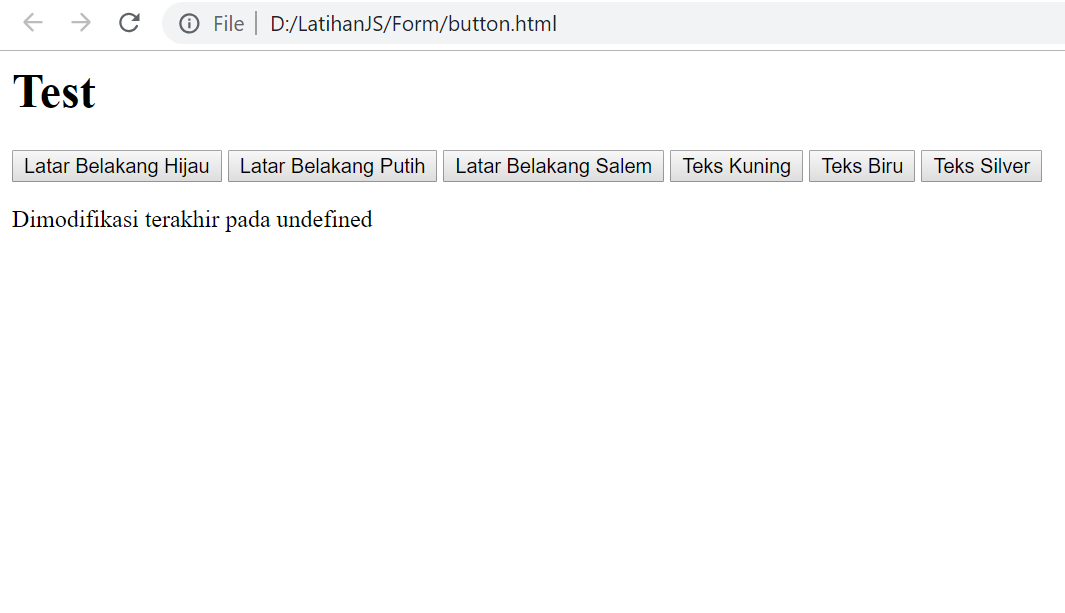 File D:/LatihanJS/Form/button.html
Test
Latar Belakang Hijau Latar Belakang Putih Latar Belakang Salem Teks Kuning Teks Biru Teks Silver
Dimodifikasi terakhir pada undefined